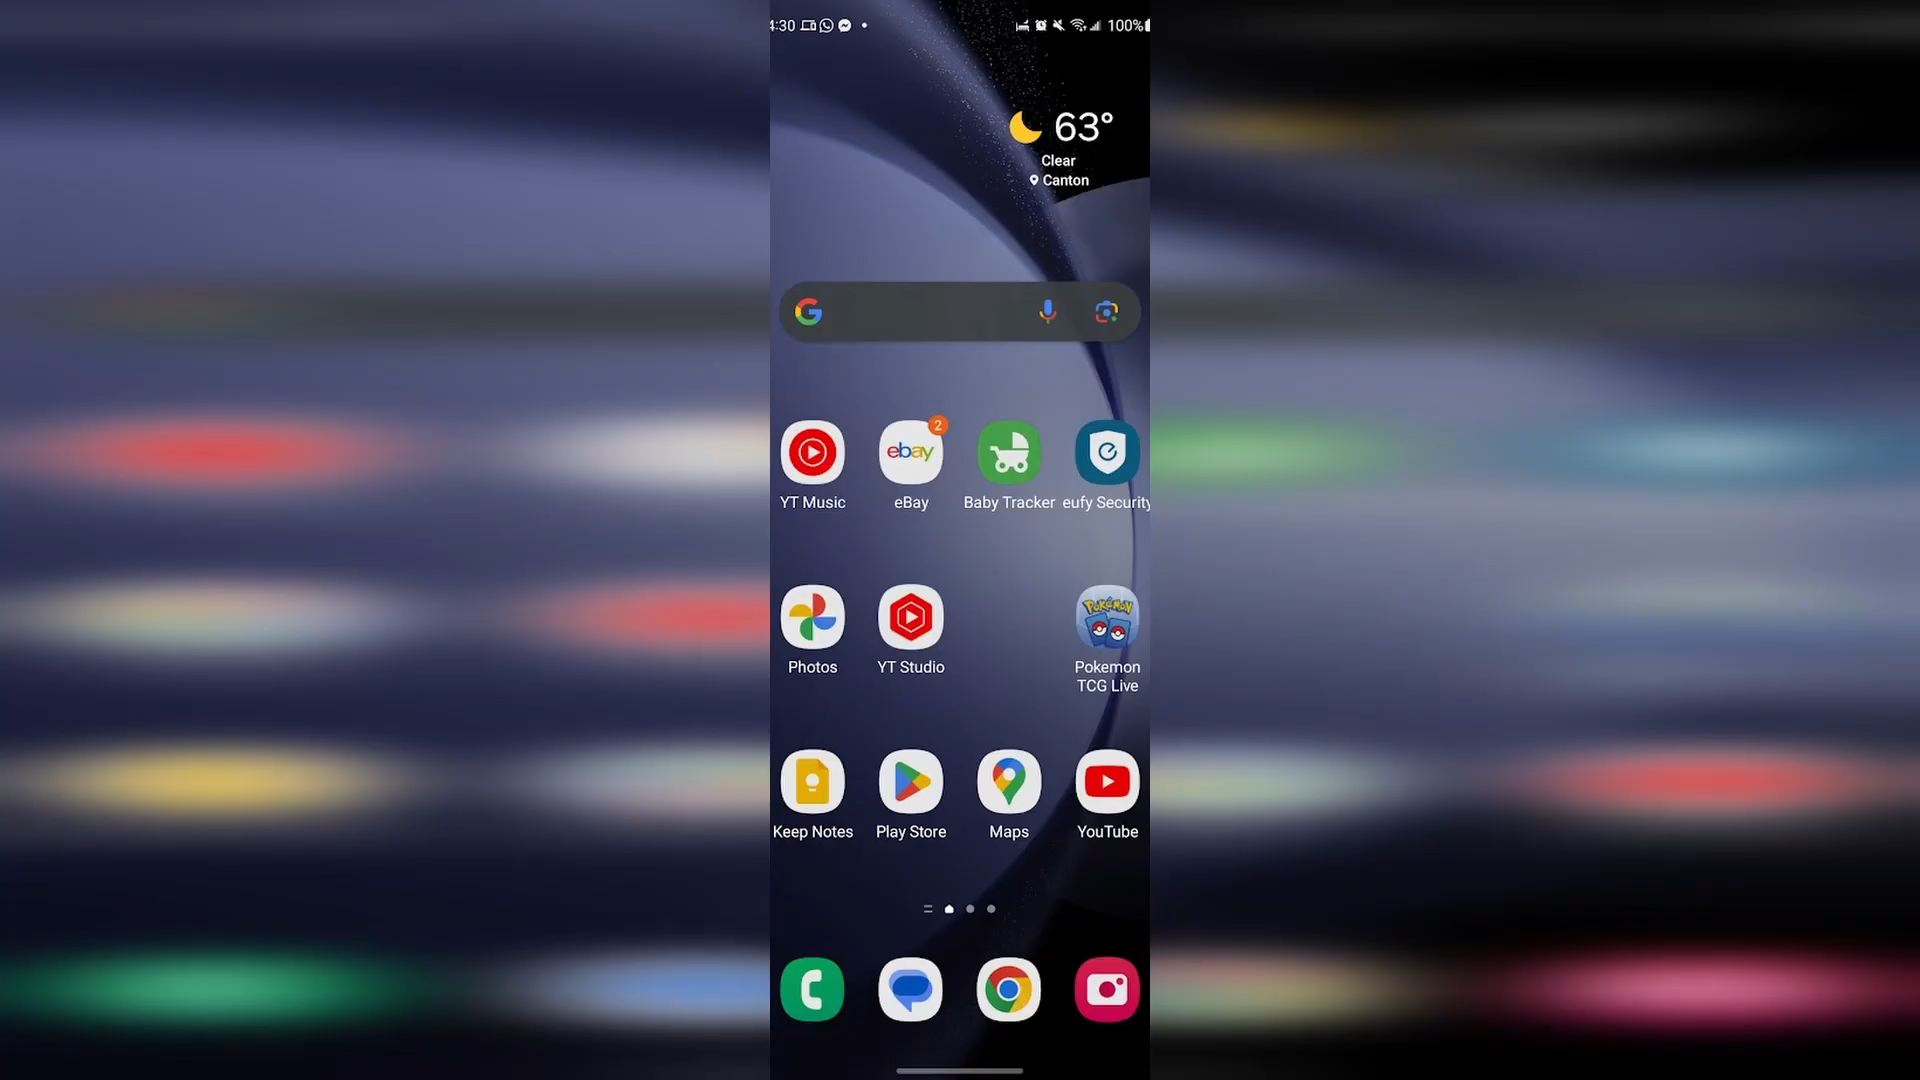 4:30 100%
63°
Clear
Canton
2
ebay
YT Music eBay Baby Tracker eufy Security
POKéMON
Photos YT Studio Pokemon
TCG Live
Keep Notes Play Store Maps YouTube